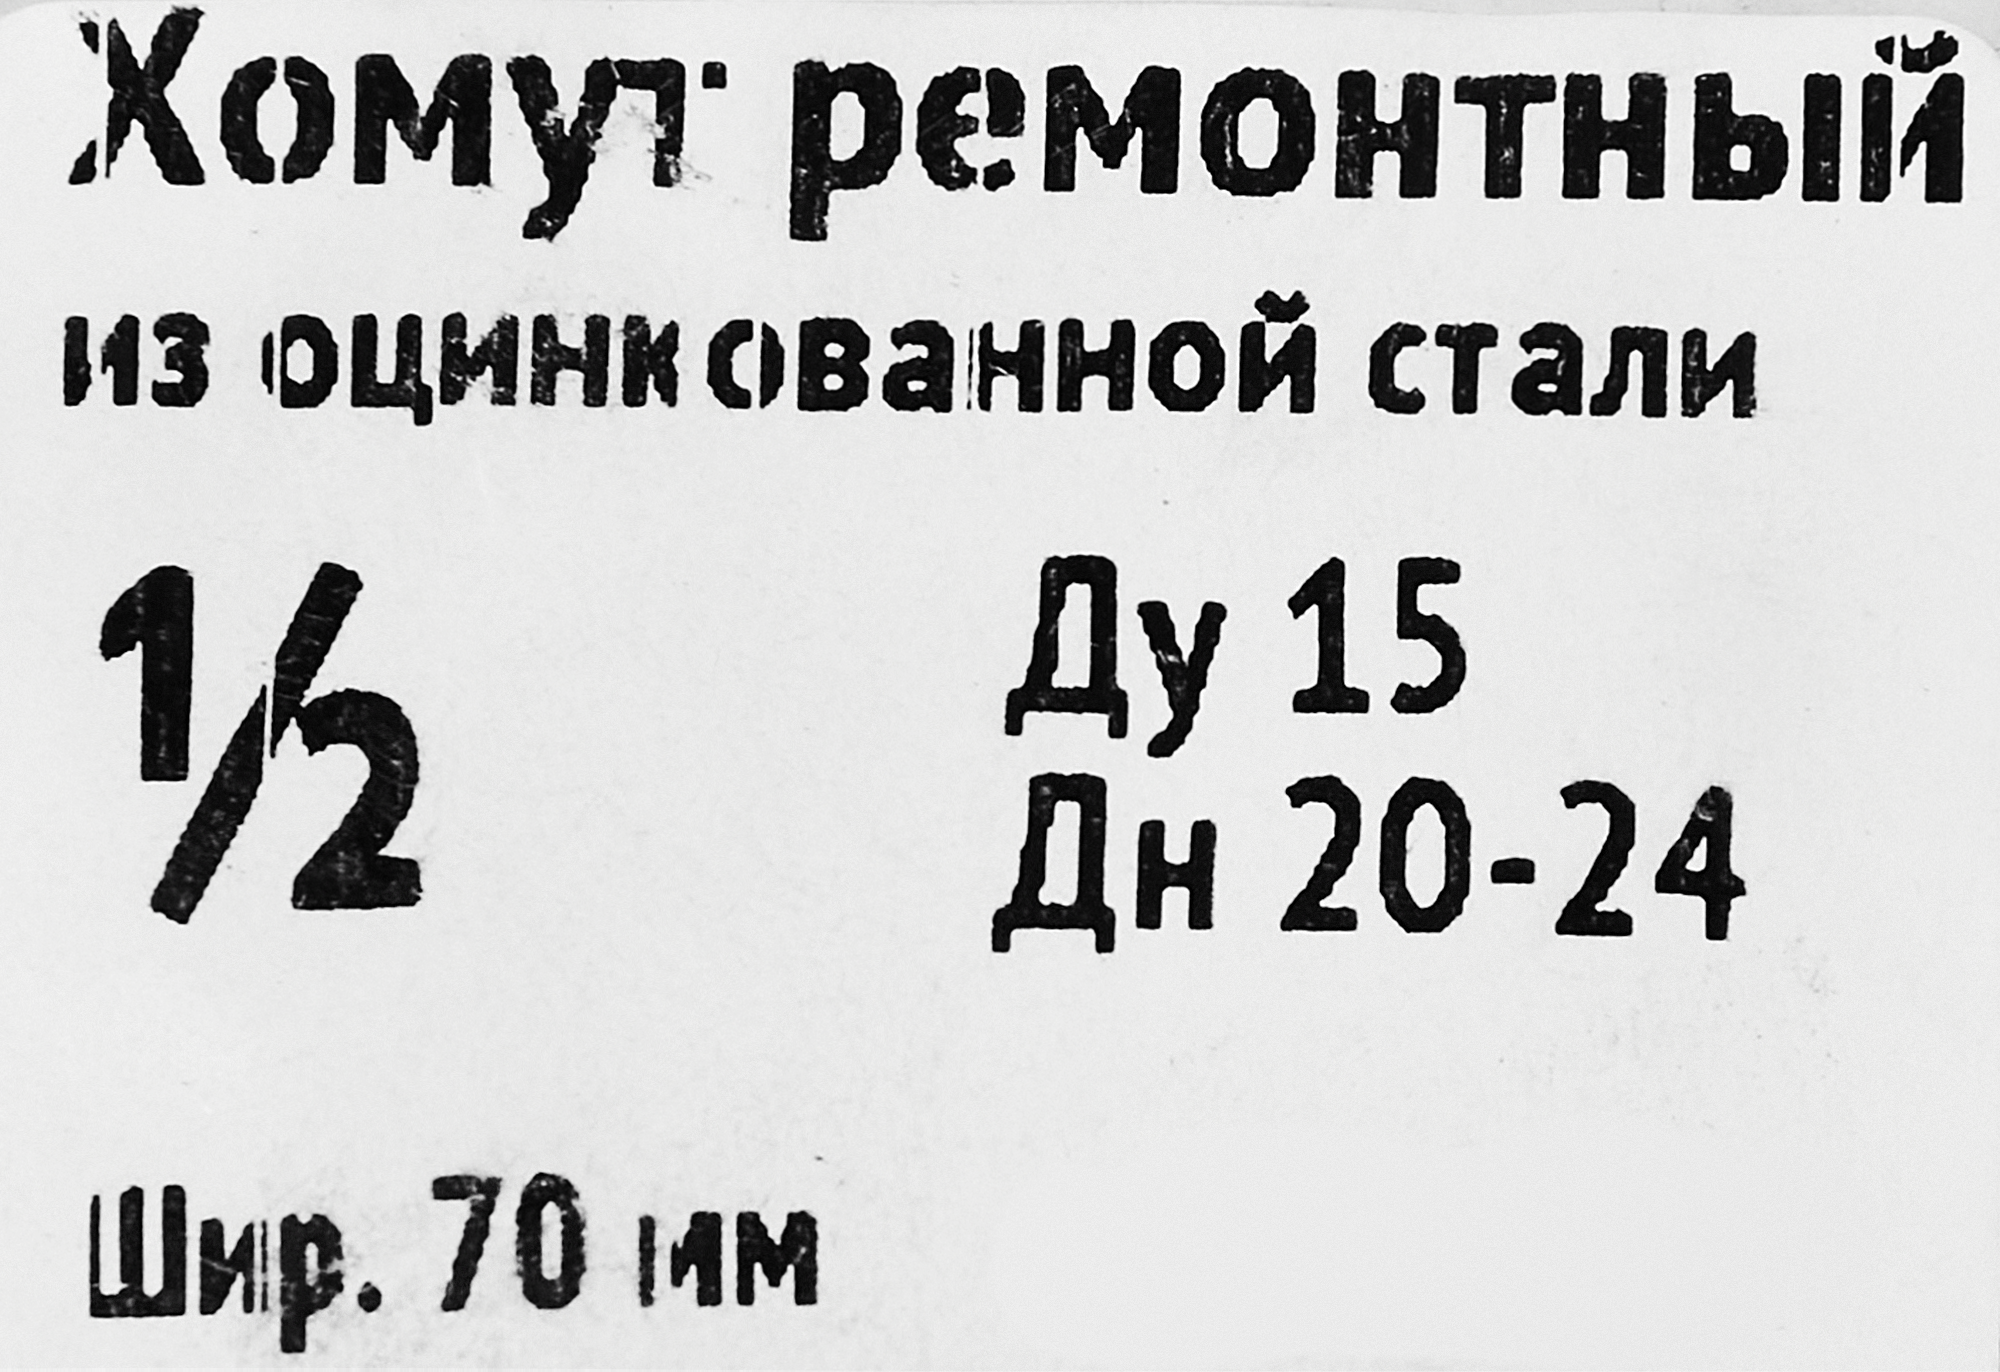 Хомут ремонтный
из оцинкованной стали
1/2
Ду 15
Дн 20-24
Шир. 70 мм